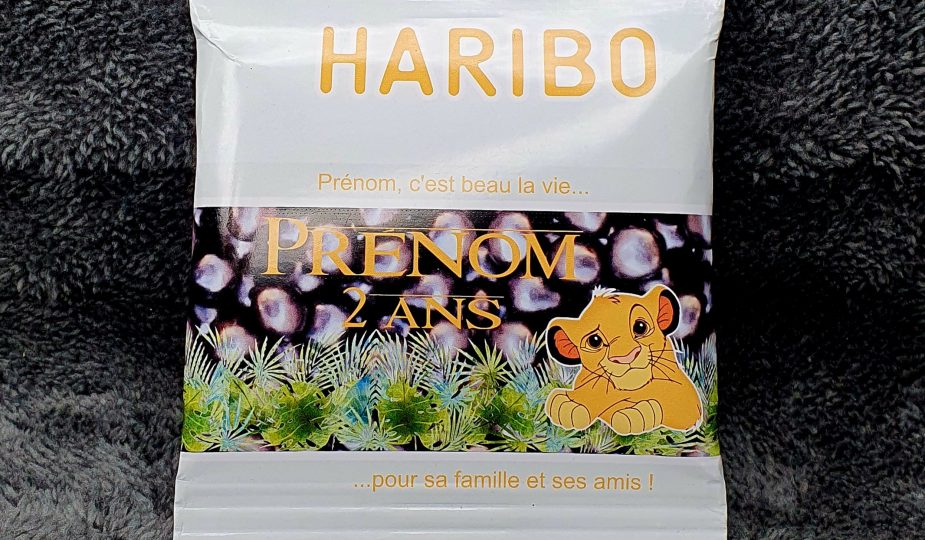 HARIBO
Prénom, c'est beau la vie...
PRÉNOM
2 ANS
...pour sa famille et ses amis !